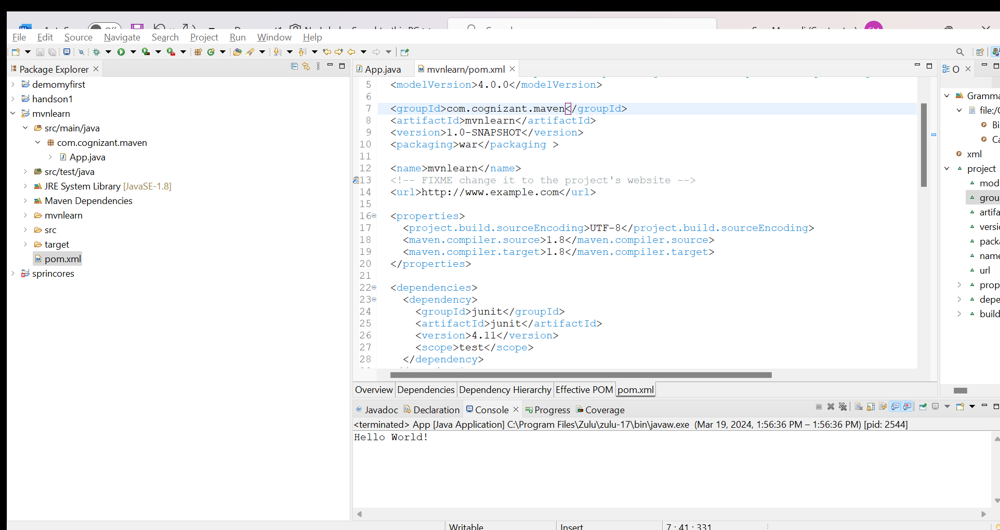 File Edit Source Navigate Search Project Run Window Help
Package Explorer
demomyfirst
handson1
mvnlearn
src/main/java
com.cognizant.maven
App.java
src/test/java
JRE System Library [JavaSE-1.8]
Maven Dependencies
mvnlearn
src
target
pom.xml
sprincores
App.java mvnlearn/pom.xml
5 <modelVersion>4.0.0</modelVersion>
6
7 <groupId>com.cognizant.maven</groupId>
8 <artifactId>mvnlearn</artifactId>
9 <version>1.0-SNAPSHOT</version>
10 <packaging>war</packaging >
11
12 <name>mvnlearn</name>
13 <!-- FIXME change it to the project's website -->
14 <url>http://www.example.com</url>
15
16 <properties>
17 <project.build.sourceEncoding>UTF-8</project.build.sourceEncoding>
18 <maven.compiler.source>1.8</maven.compiler.source>
19 <maven.compiler.target>1.8</maven.compiler.target>
20 </properties>
21
22 <dependencies>
23 <dependency>
24 <groupId>junit</groupId>
25 <artifactId>junit</artifactId>
26 <version>4.11</version>
27 <scope>test</scope>
28 </dependency>
Overview Dependencies Dependency Hierarchy Effective POM pom.xml
O
Gramma
file:/
Bi
Ca
xml
project
mod
grou
artifa
versi
packa
name
url
prop
depe
build
@ Javadoc Declaration Console Progress Coverage
<terminated> App [Java Application] C:\Program Files\Zulu\zulu-17\bin\javaw.exe (Mar 19, 2024, 1:56:36 PM – 1:56:36 PM) [pid: 2544]
Hello World!
Writable Insert 7 : 41 : 331